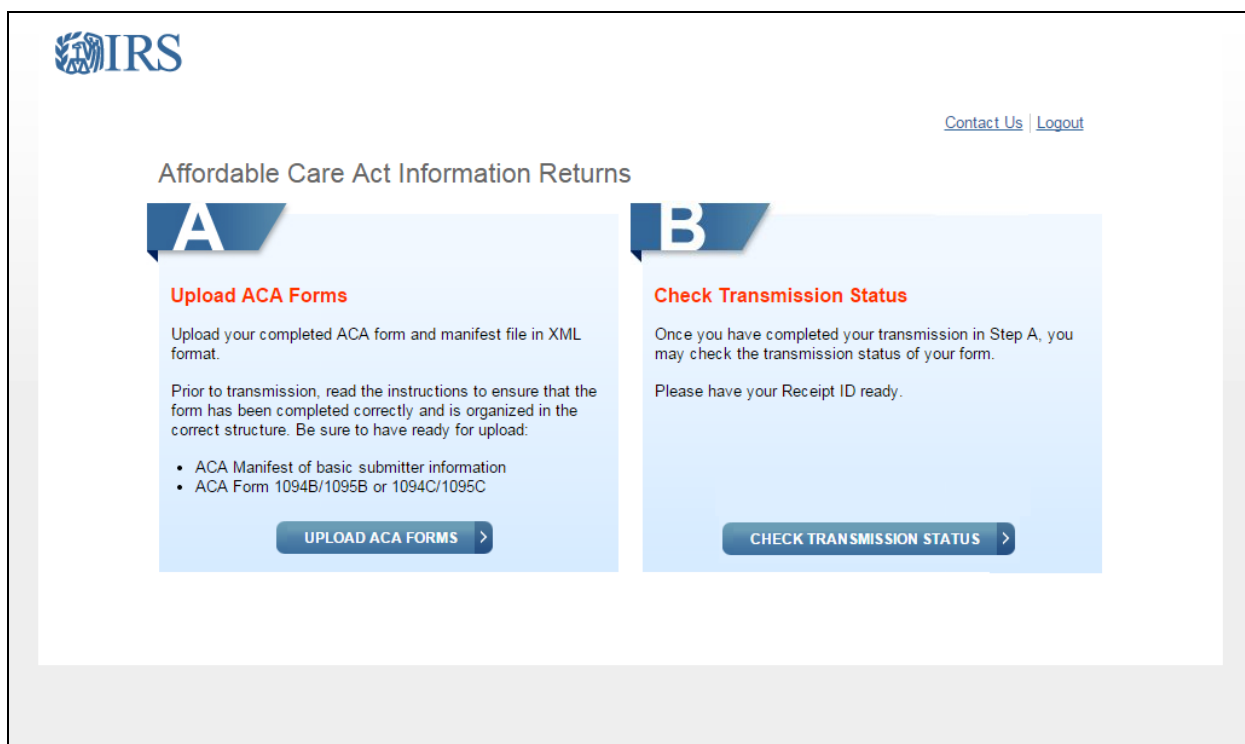 IRS
Contact Us | Logout
Affordable Care Act Information Returns
A
Upload ACA Forms
Upload your completed ACA form and manifest file in XML
format.
Prior to transmission, read the instructions to ensure that the
form has been completed correctly and is organized in the
correct structure. Be sure to have ready for upload:
• ACA Manifest of basic submitter information
• ACA Form 1094B/1095B or 1094C/1095C
UPLOAD ACA FORMS >
B
Check Transmission Status
Once you have completed your transmission in Step A, you
may check the transmission status of your form.
Please have your Receipt ID ready.
CHECK TRANSMISSION STATUS >